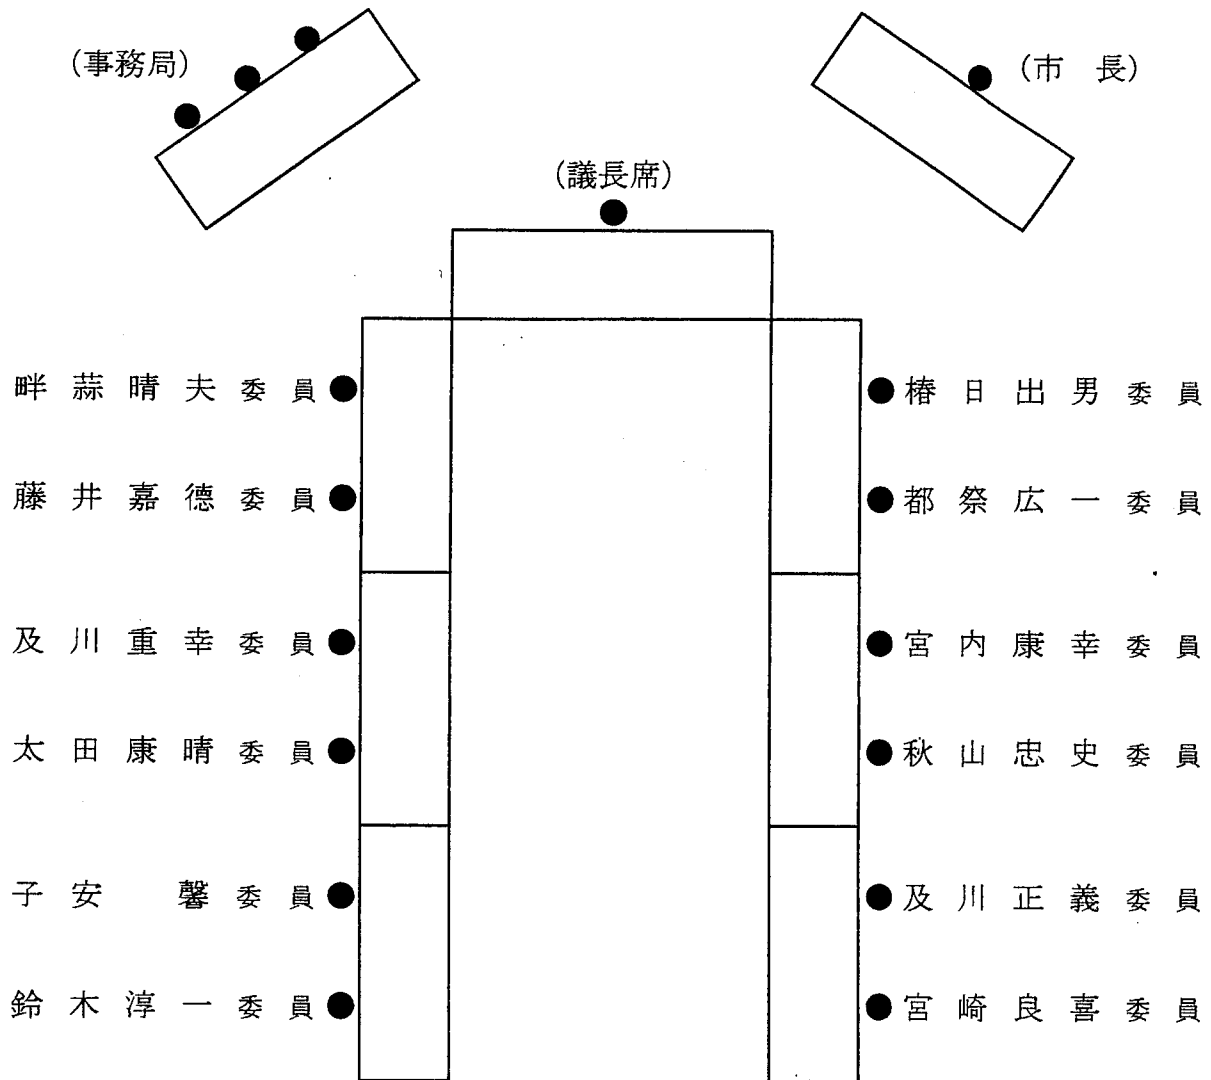 (事務局)
(市　長)
(議長席)
畔蒜晴夫委員
椿日出男委員
藤井嘉德委員
都祭広一委員
及川重幸委員
宮内康幸委員
太田康晴委員
秋山忠史委員
子安　馨委員
及川正義委員
鈴木淳一委員
宮崎良喜委員